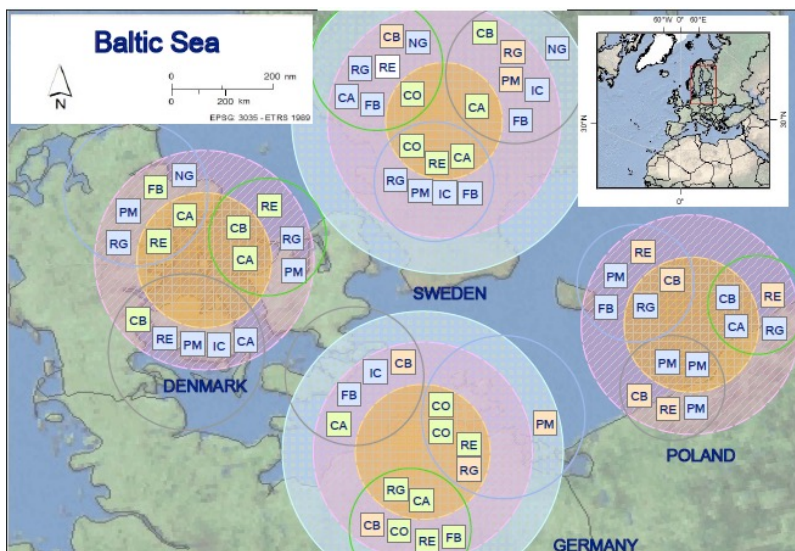 Baltic Sea
N
0 200 nm
0 200 km
EPSG: 3035 - ETRS 1989
60°W 0° 60°E
30°N 30°N
0°
CB NG
RG RE
CA FB CO
CB RG NG
PM IC
CA FB
CO RE CA
RG PM IC FB
SWEDEN
FB NG
PM CA
RG RE
RE
CB RG
CA PM
CB
RE PM IC CA
DENMARK
RE
PM CB
FB RG
CB RE
CA RG
PM PM
CB RE PM
POLAND
IC CB
FB
CA
CO
CO
RE
RG
PM
RG CA
CB CO RE FB
GERMANY